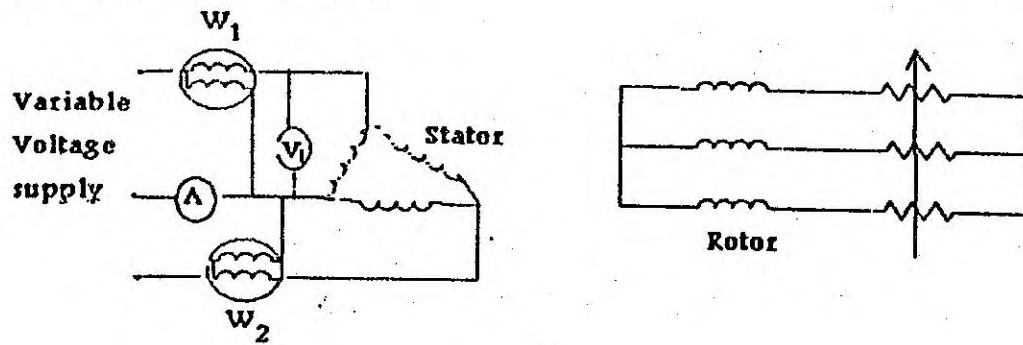 W1
Variable
Voltage
supply
V1
Stator
A
W2
Rotor